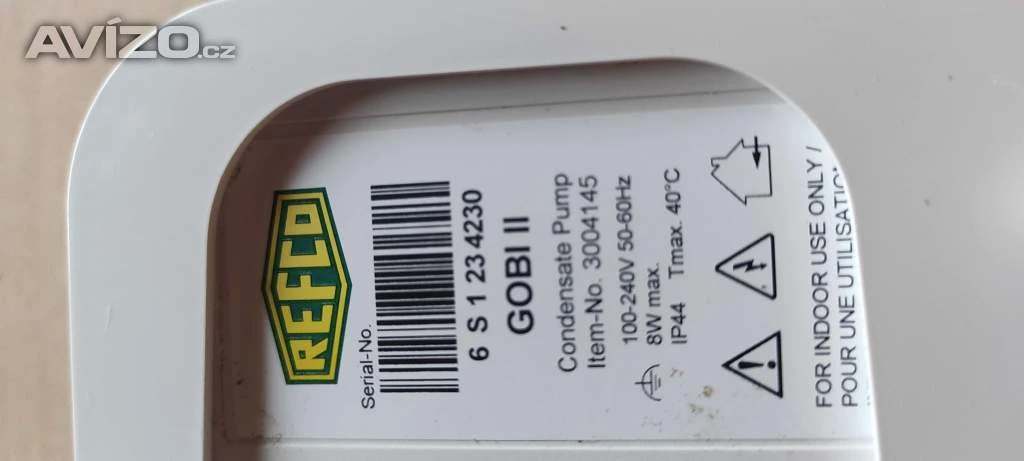 AVÍZO.cz
REFCO
Serial-No.
6 S 1 23 4230
GOBI II
Condensate Pump
Item-No. 3004145
100-240V 50-60Hz
8W max.
IP44 Tmax. 40°C
FOR INDOOR USE ONLY /
POUR UNE UTILISATION